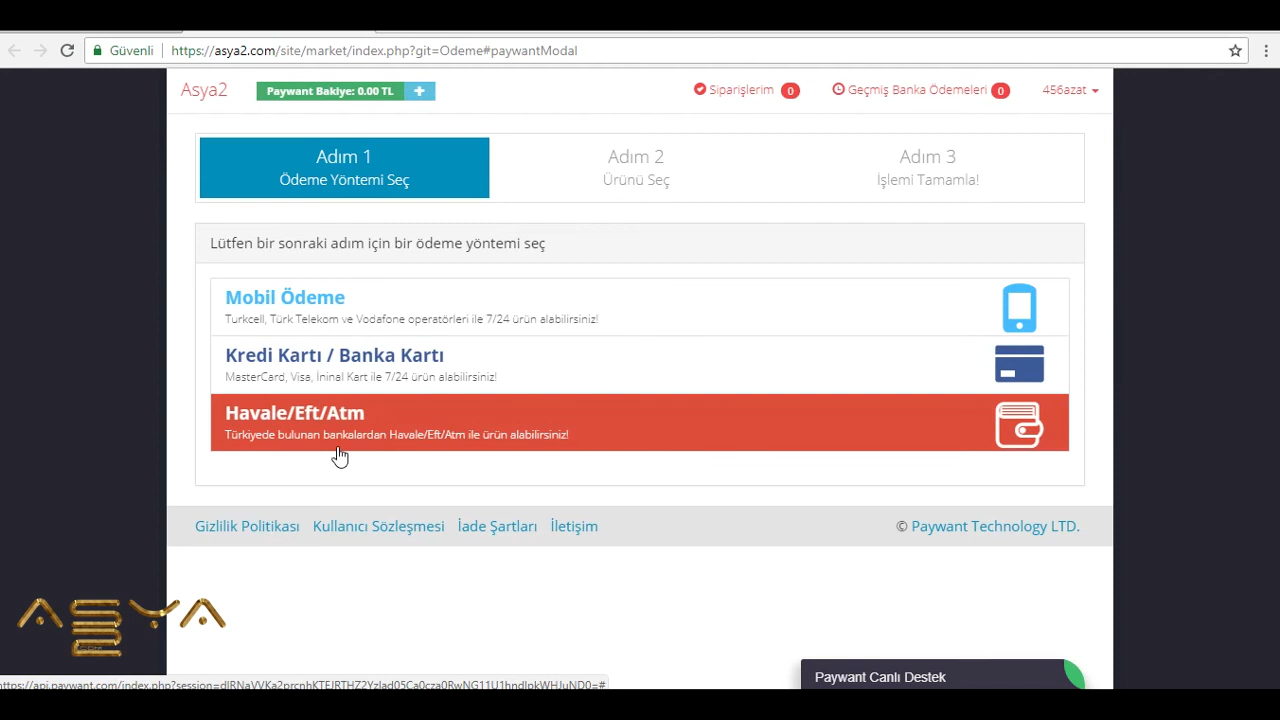 Güvenli
https://asya2.com/site/market/index.php?git=Odeme#paywantModal
Asya2
Paywant Bakiye: 0.00 TL +
Siparişlerim 0
Geçmiş Banka Ödemeleri 0
456azat
Adım 1
Ödeme Yöntemi Seç
Adım 2
Ürünü Seç
Adım 3
İşlemi Tamamla!
Lütfen bir sonraki adım için bir ödeme yöntemi seç
Mobil Ödeme
Turkcell, Türk Telekom ve Vodafone operatörleri ile 7/24 ürün alabilirsiniz!
Kredi Kartı / Banka Kartı
MasterCard, Visa, İninal Kart ile 7/24 ürün alabilirsiniz!
Havale/Eft/Atm
Türkiyede bulunan bankalardan Havale/Eft/Atm ile ürün alabilirsiniz!
Gizlilik Politikası Kullanıcı Sözleşmesi İade Şartları İletişim
© Paywant Technology LTD.
ASYA2
.COM
Paywant Canlı Destek